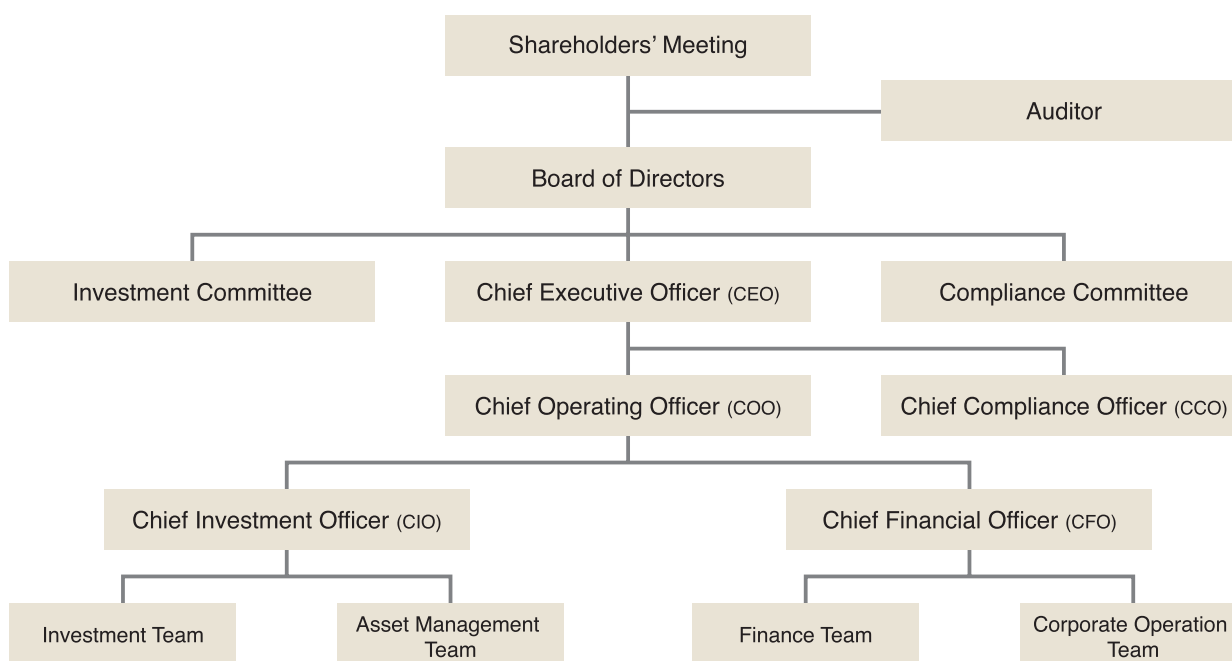 Shareholders’ Meeting
Auditor
Board of Directors
Investment Committee
Chief Executive Officer (CEO)
Compliance Committee
Chief Operating Officer (COO)
Chief Compliance Officer (CCO)
Chief Investment Officer (CIO)
Chief Financial Officer (CFO)
Investment Team
Asset Management
Team
Finance Team
Corporate Operation
Team